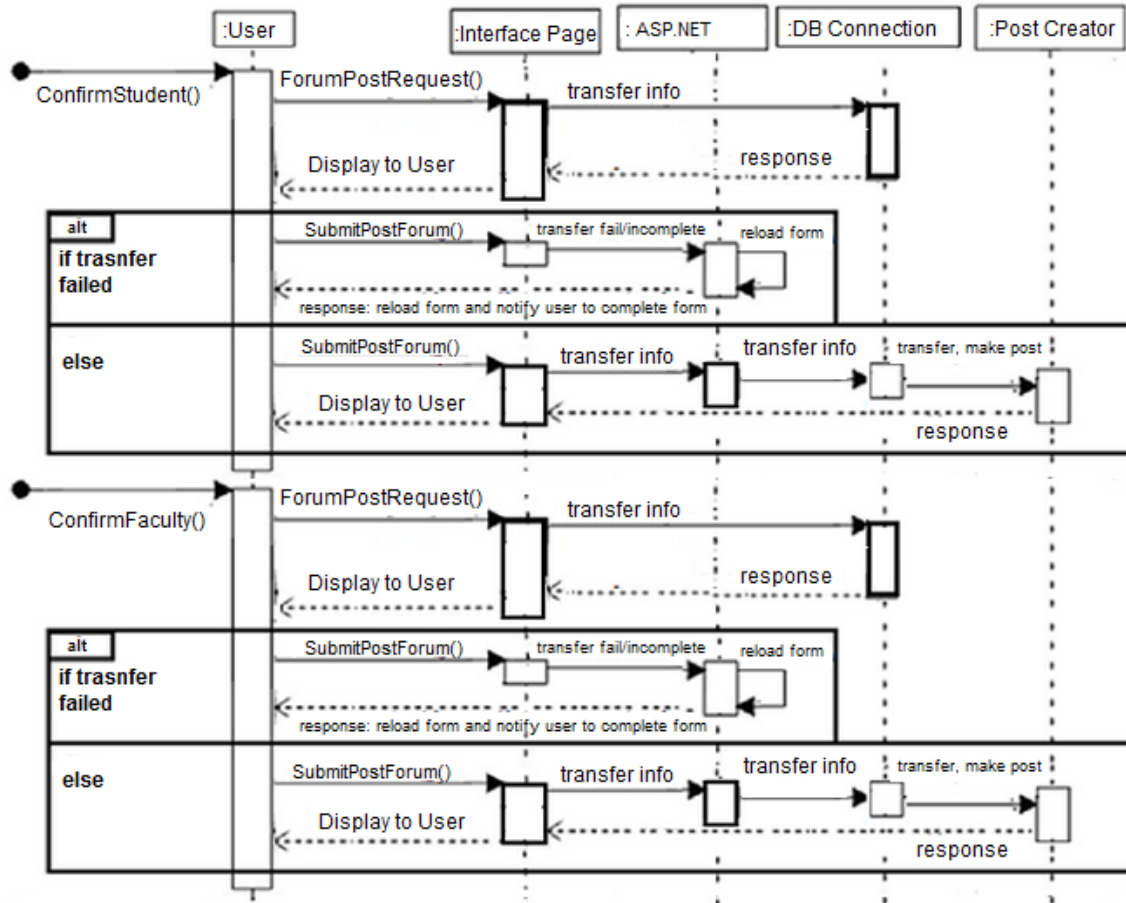 :User
:Interface Page
: ASP.NET
:DB Connection
:Post Creator
ConfirmStudent()
ForumPostRequest()
transfer info
response
Display to User
alt
if trasnfer
failed
SubmitPostForum()
transfer fail/incomplete
reload form
response: reload form and notify user to complete form
else
SubmitPostForum()
transfer info
transfer info
transfer, make post
Display to User
response
ConfirmFaculty()
ForumPostRequest()
transfer info
response
Display to User
alt
if trasnfer
failed
SubmitPostForum()
transfer fail/incomplete
reload form
response: reload form and notify user to complete form
else
SubmitPostForum()
transfer info
transfer info
transfer, make post
Display to User
response